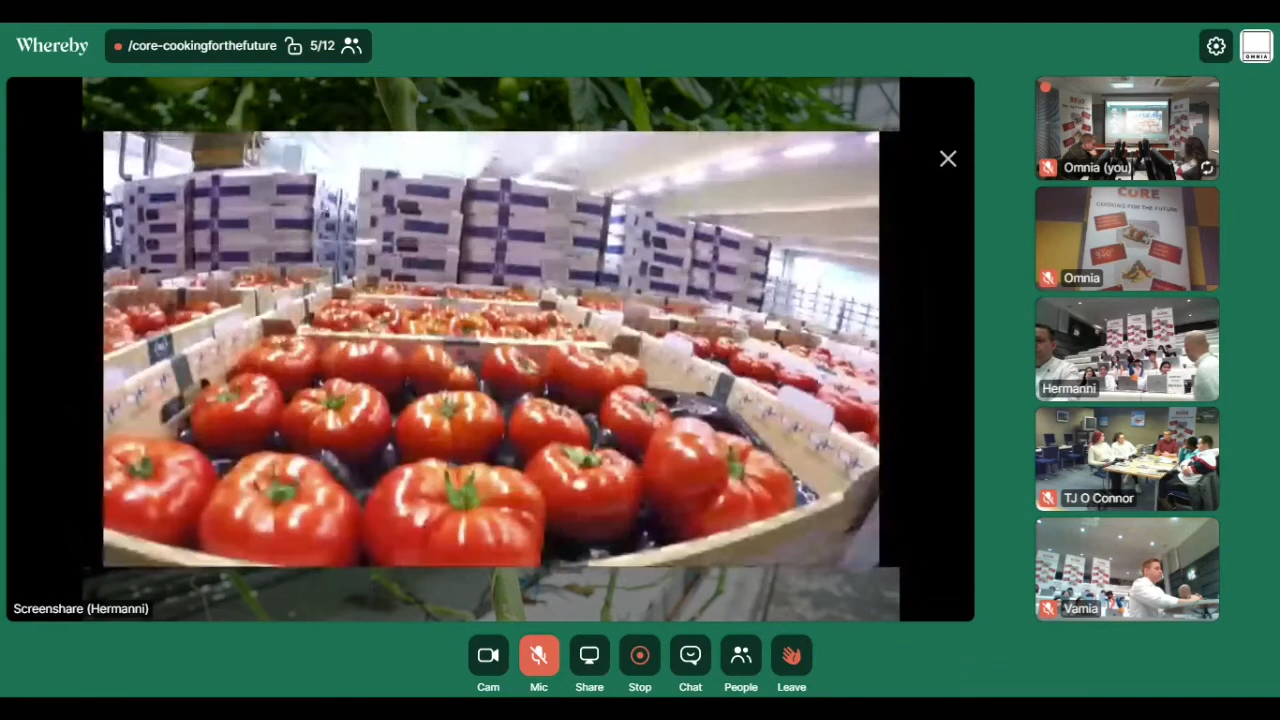 Whereby
/core-cookingforthefuture
5/12
OMNIA
Omnia (you)
CORE
COOKING FOR THE FUTURE
Omnia
Hermanni
TJ O Connor
Vamia
Screenshare (Hermanni)
Cam
Mic
Share
Stop
Chat
People
Leave